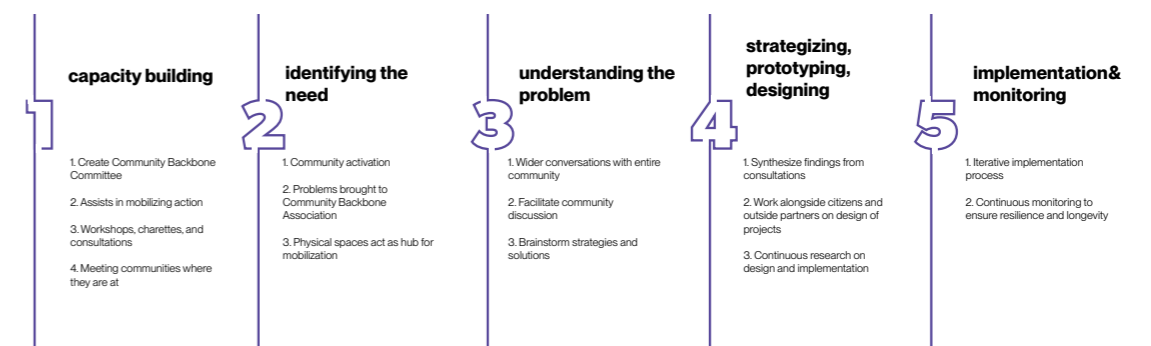 1
capacity building
1. Create Community Backbone
Committee
2. Assists in mobilizing action
3. Workshops, charettes, and
consultations
4. Meeting communities where
they are at
2
identifying the
need
1. Community activation
2. Problems brought to
Community Backbone
Association
3. Physical spaces act as hub for
mobilization
3
understanding the
problem
1. Wider conversations with entire
community
2. Facilitate community
discussion
3. Brainstorm strategies and
solutions
4
strategizing,
prototyping,
designing
1. Synthesize findings from
consultations
2. Work alongside citizens and
outside partners on design of
projects
3. Continuous research on
design and implementation
5
implementation&
monitoring
1. Iterative implementation
process
2. Continuous monitoring to
ensure resilience and longevity